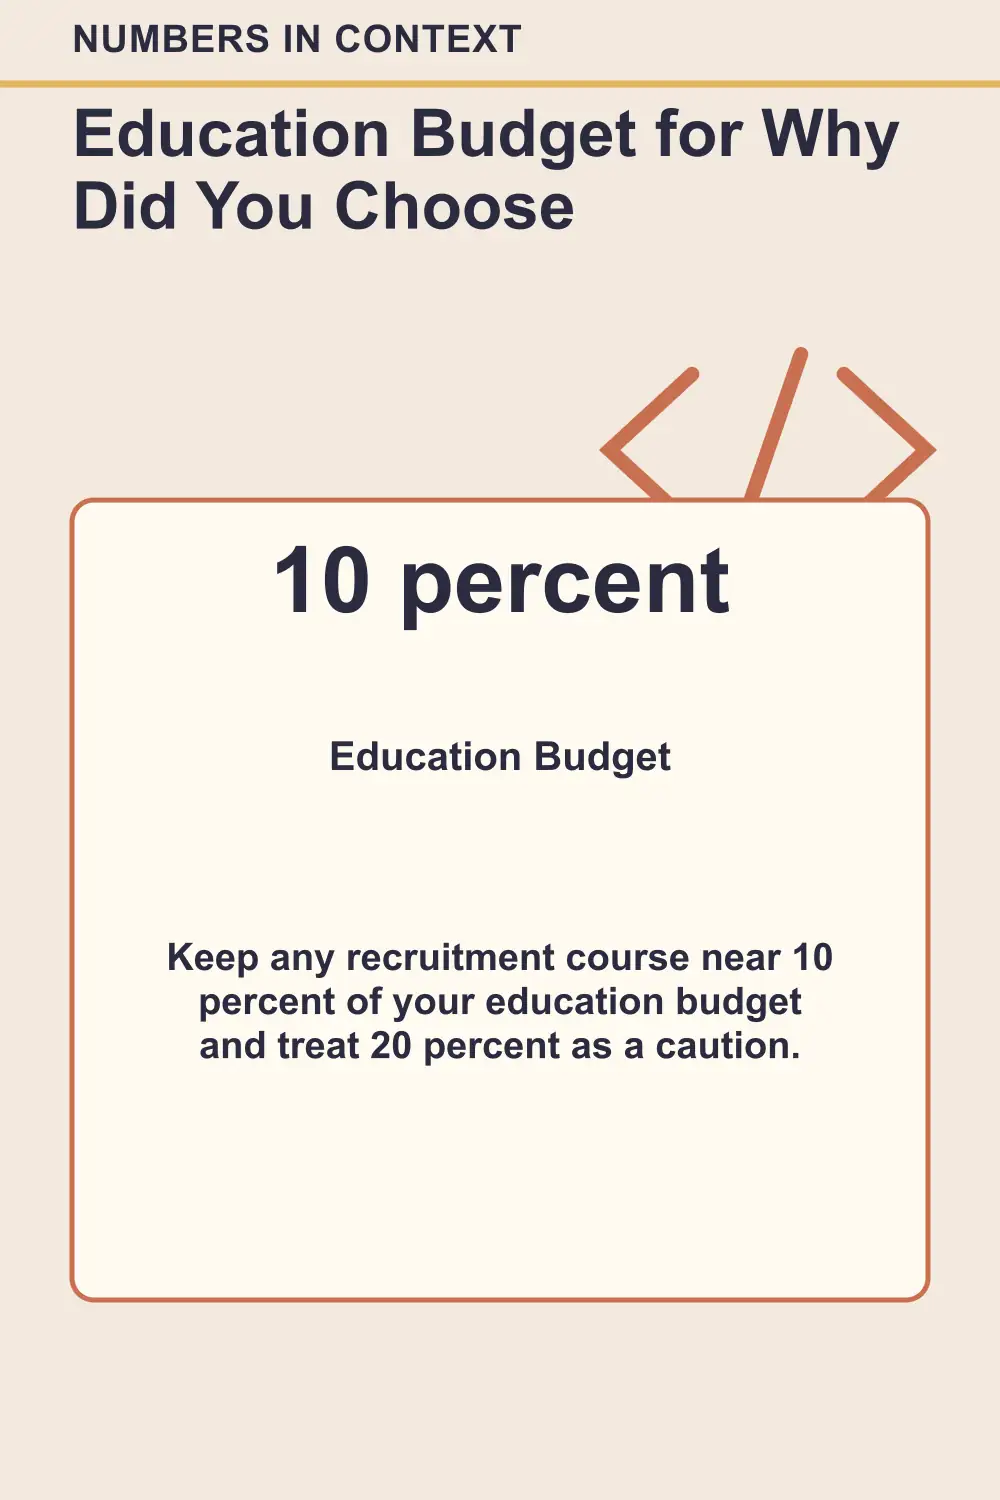 NUMBERS IN CONTEXT
Education Budget for Why
Did You Choose
10 percent
Education Budget
Keep any recruitment course near 10
percent of your education budget
and treat 20 percent as a caution.